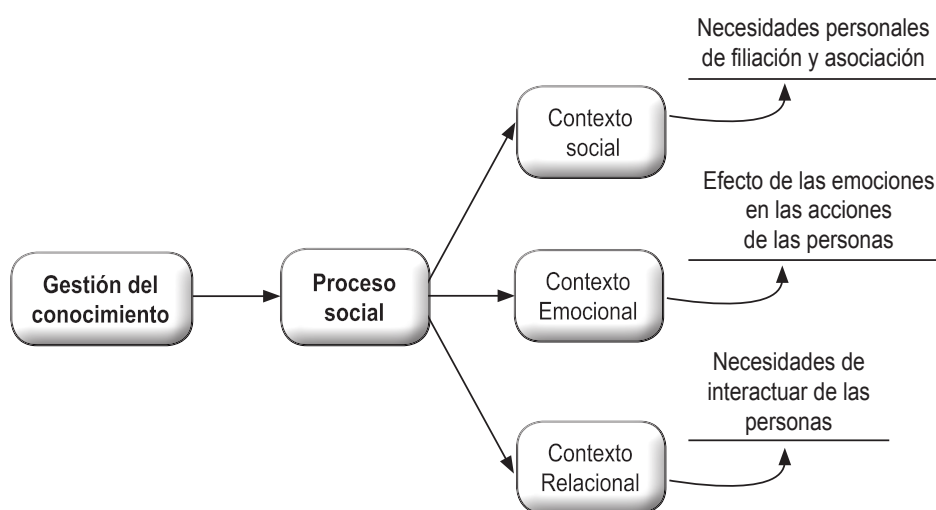 Necesidades personales
de filiación y asociación
Contexto
social
Efecto de las emociones
en las acciones
de las personas
Gestión del
conocimiento
Proceso
social
Contexto
Emocional
Necesidades de
interactuar de las
personas
Contexto
Relacional